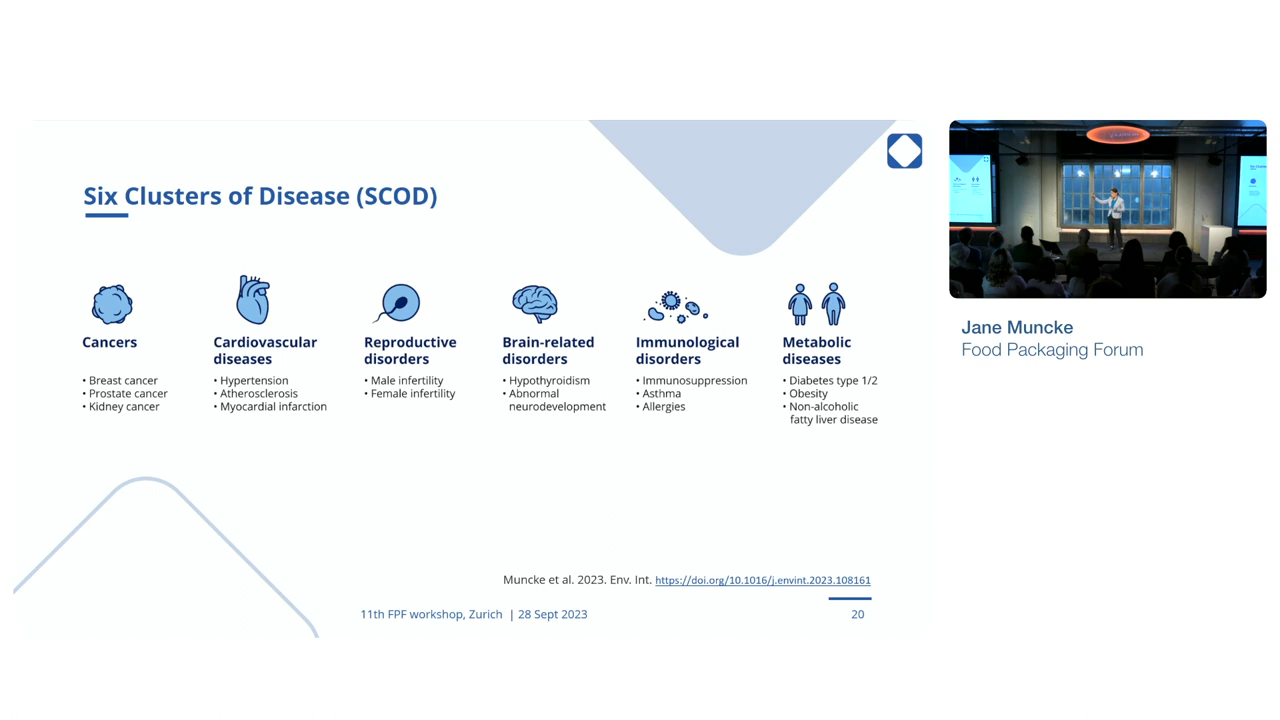 Six Clusters of Disease (SCOD)
Cancers
• Breast cancer
• Prostate cancer
• Kidney cancer
Cardiovascular
diseases
• Hypertension
• Atherosclerosis
• Myocardial infarction
Reproductive
disorders
• Male infertility
• Female infertility
Brain-related
disorders
• Hypothyroidism
• Abnormal
neurodevelopment
Immunological
disorders
• Immunosuppression
• Asthma
• Allergies
Metabolic
diseases
• Diabetes type 1/2
• Obesity
• Non-alcoholic
fatty liver disease
Muncke et al. 2023. Env. Int. https://doi.org/10.1016/j.envint.2023.108161
11th FPF workshop, Zurich | 28 Sept 2023
20
Jane Muncke
Food Packaging Forum